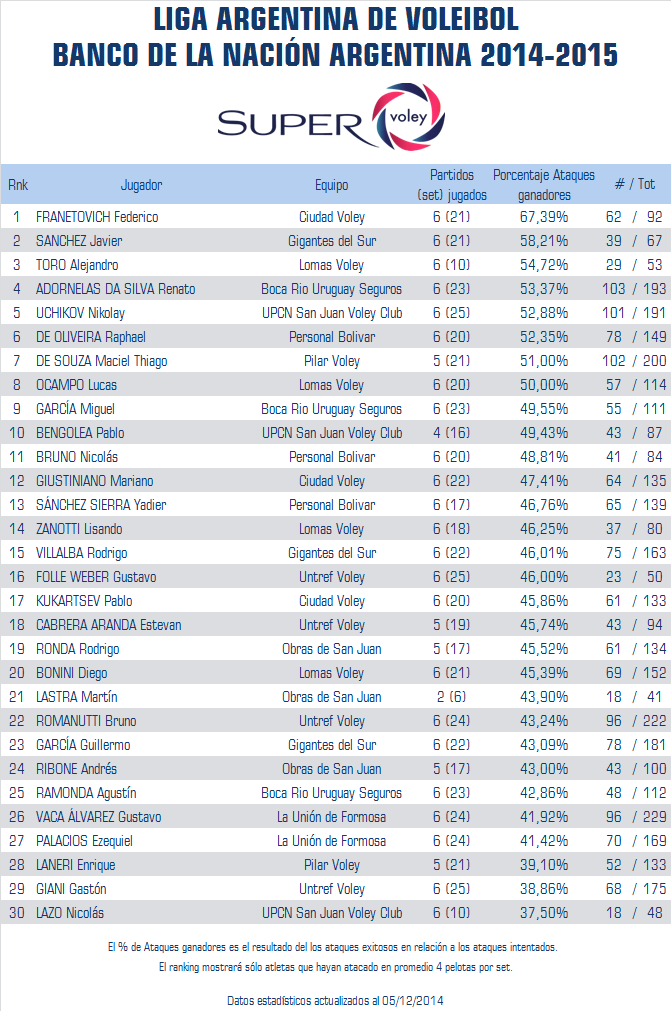 LIGA ARGENTINA DE VOLEIBOL
BANCO DE LA NACIÓN ARGENTINA 2014-2015
SUPER voley
Rnk Jugador Equipo Partidos (set) jugados Porcentaje Ataques ganadores # / Tot
1 FRANETOVICH Federico Ciudad Voley 6 (21) 67,39% 62 / 92
2 SANCHEZ Javier Gigantes del Sur 6 (21) 58,21% 39 / 67
3 TORO Alejandro Lomas Voley 6 (10) 54,72% 29 / 53
4 ADORNELAS DA SILVA Renato Boca Rio Uruguay Seguros 6 (23) 53,37% 103 / 193
5 UCHIKOV Nikolay UPCN San Juan Voley Club 6 (25) 52,88% 101 / 191
6 DE OLIVEIRA Raphael Personal Bolivar 6 (20) 52,35% 78 / 149
7 DE SOUZA Maciel Thiago Pilar Voley 5 (21) 51,00% 102 / 200
8 OCAMPO Lucas Lomas Voley 6 (20) 50,00% 57 / 114
9 GARCÍA Miguel Boca Rio Uruguay Seguros 6 (23) 49,55% 55 / 111
10 BENGOLEA Pablo UPCN San Juan Voley Club 4 (16) 49,43% 43 / 87
11 BRUNO Nicolás Personal Bolivar 6 (20) 48,81% 41 / 84
12 GIUSTINIANO Mariano Ciudad Voley 6 (22) 47,41% 64 / 135
13 SÁNCHEZ SIERRA Yadier Personal Bolivar 6 (17) 46,76% 65 / 139
14 ZANOTTI Lisando Lomas Voley 6 (18) 46,25% 37 / 80
15 VILLALBA Rodrigo Gigantes del Sur 6 (22) 46,01% 75 / 163
16 FOLLE WEBER Gustavo Untref Voley 6 (25) 46,00% 23 / 50
17 KUKARTSEV Pablo Ciudad Voley 6 (20) 45,86% 61 / 133
18 CABRERA ARANDA Estevan Untref Voley 5 (19) 45,74% 43 / 94
19 RONDA Rodrigo Obras de San Juan 5 (17) 45,52% 61 / 134
20 BONINI Diego Lomas Voley 6 (21) 45,39% 69 / 152
21 LASTRA Martín Obras de San Juan 2 (6) 43,90% 18 / 41
22 ROMANUTTI Bruno Untref Voley 6 (24) 43,24% 96 / 222
23 GARCÍA Guillermo Gigantes del Sur 6 (22) 43,09% 78 / 181
24 RIBONE Andrés Obras de San Juan 5 (17) 43,00% 43 / 100
25 RAMONDA Agustín Boca Rio Uruguay Seguros 6 (23) 42,86% 48 / 112
26 VACA ÁLVAREZ Gustavo La Unión de Formosa 6 (24) 41,92% 96 / 229
27 PALACIOS Ezequiel La Unión de Formosa 6 (24) 41,42% 70 / 169
28 LANERI Enrique Pilar Voley 5 (21) 39,10% 52 / 133
29 GIANI Gastón Untref Voley 6 (25) 38,86% 68 / 175
30 LAZO Nicolás UPCN San Juan Voley Club 6 (10) 37,50% 18 / 48
El % de Ataques ganadores es el resultado del los ataques exitosos en relación a los ataques intentados.
El ranking mostrará sólo atletas que hayan atacado en promedio 4 pelotas por set.
Datos estadísticos actualizados al 05/12/2014